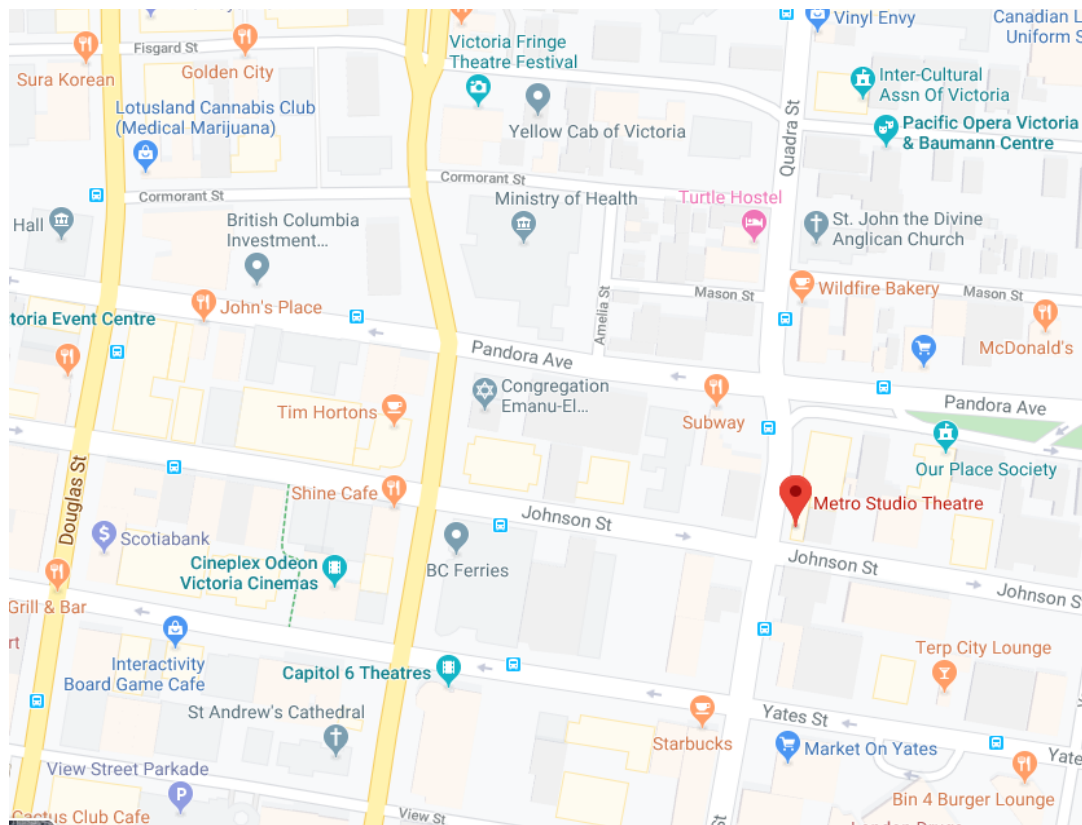 Vinyl Envy
Canadian L
Uniform S
Fisgard St
Sura Korean
Golden City
Victoria Fringe
Theatre Festival
Inter-Cultural
Assn Of Victoria
Lotusland Cannabis Club
(Medical Marijuana)
Yellow Cab of Victoria
Quadra St
Pacific Opera Victoria
& Baumann Centre
Cormorant St
Cormorant St
Ministry of Health
Turtle Hostel
Hall
British Columbia
Investment...
St. John the Divine
Anglican Church
John's Place
Amelia St
Mason St
Wildfire Bakery
Mason St
toria Event Centre
McDonald's
Pandora Ave
Congregation
Emanu-El...
Tim Hortons
Subway
Pandora Ave
Our Place Society
Douglas St
Shine Cafe
Johnson St
Metro Studio Theatre
Scotiabank
Cineplex Odeon
Victoria Cinemas
BC Ferries
Johnson St
Johnson S
Grill & Bar
rt
Interactivity
Board Game Cafe
Capitol 6 Theatres
Terp City Lounge
St Andrew's Cathedral
Yates St
Starbucks
Market On Yates
Yate
View Street Parkade
P
Bin 4 Burger Lounge
Cactus Club Cafe
View St
St
London Drugs